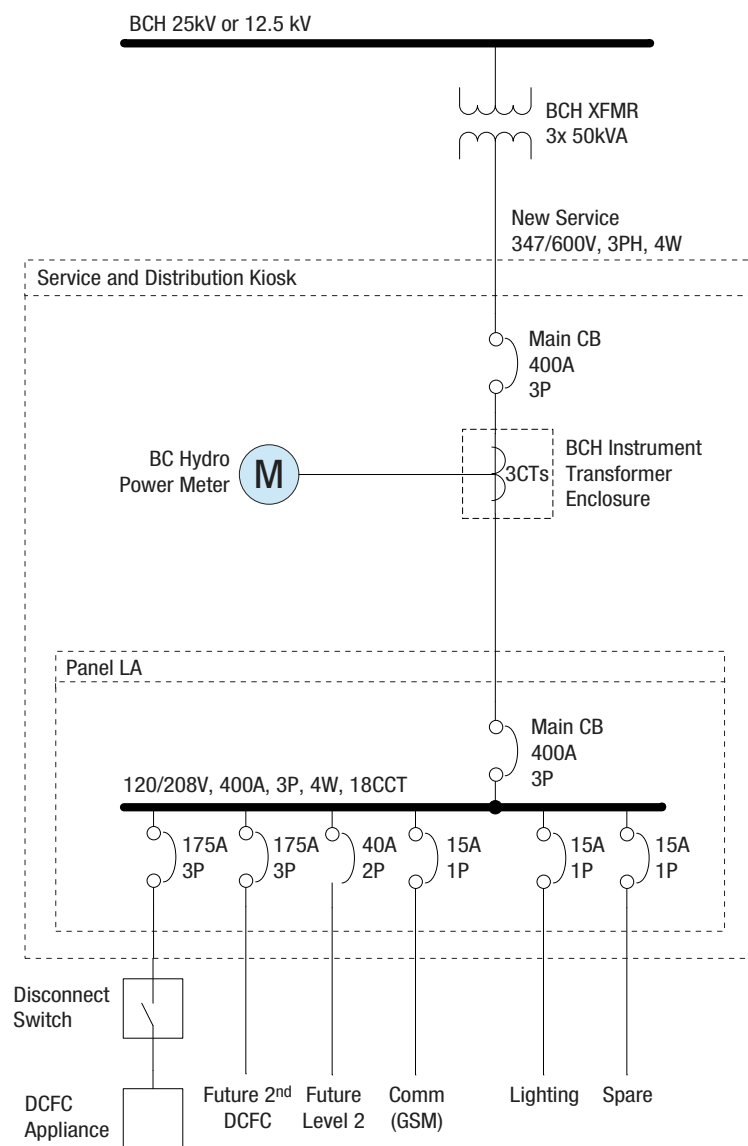 BCH 25kV or 12.5 kV
BCH XFMR
3x 50kVA
New Service
347/600V, 3PH, 4W
Service and Distribution Kiosk
Main CB
400A
3P
BC Hydro
Power Meter
M
3CTs
BCH Instrument
Transformer
Enclosure
Panel LA
Main CB
400A
3P
120/208V, 400A, 3P, 4W, 18CCT
175A
3P
175A
3P
40A
2P
15A
1P
15A
1P
15A
1P
Disconnect
Switch
DCFC
Appliance
Future 2nd
DCFC
Future
Level 2
Comm
(GSM)
Lighting
Spare